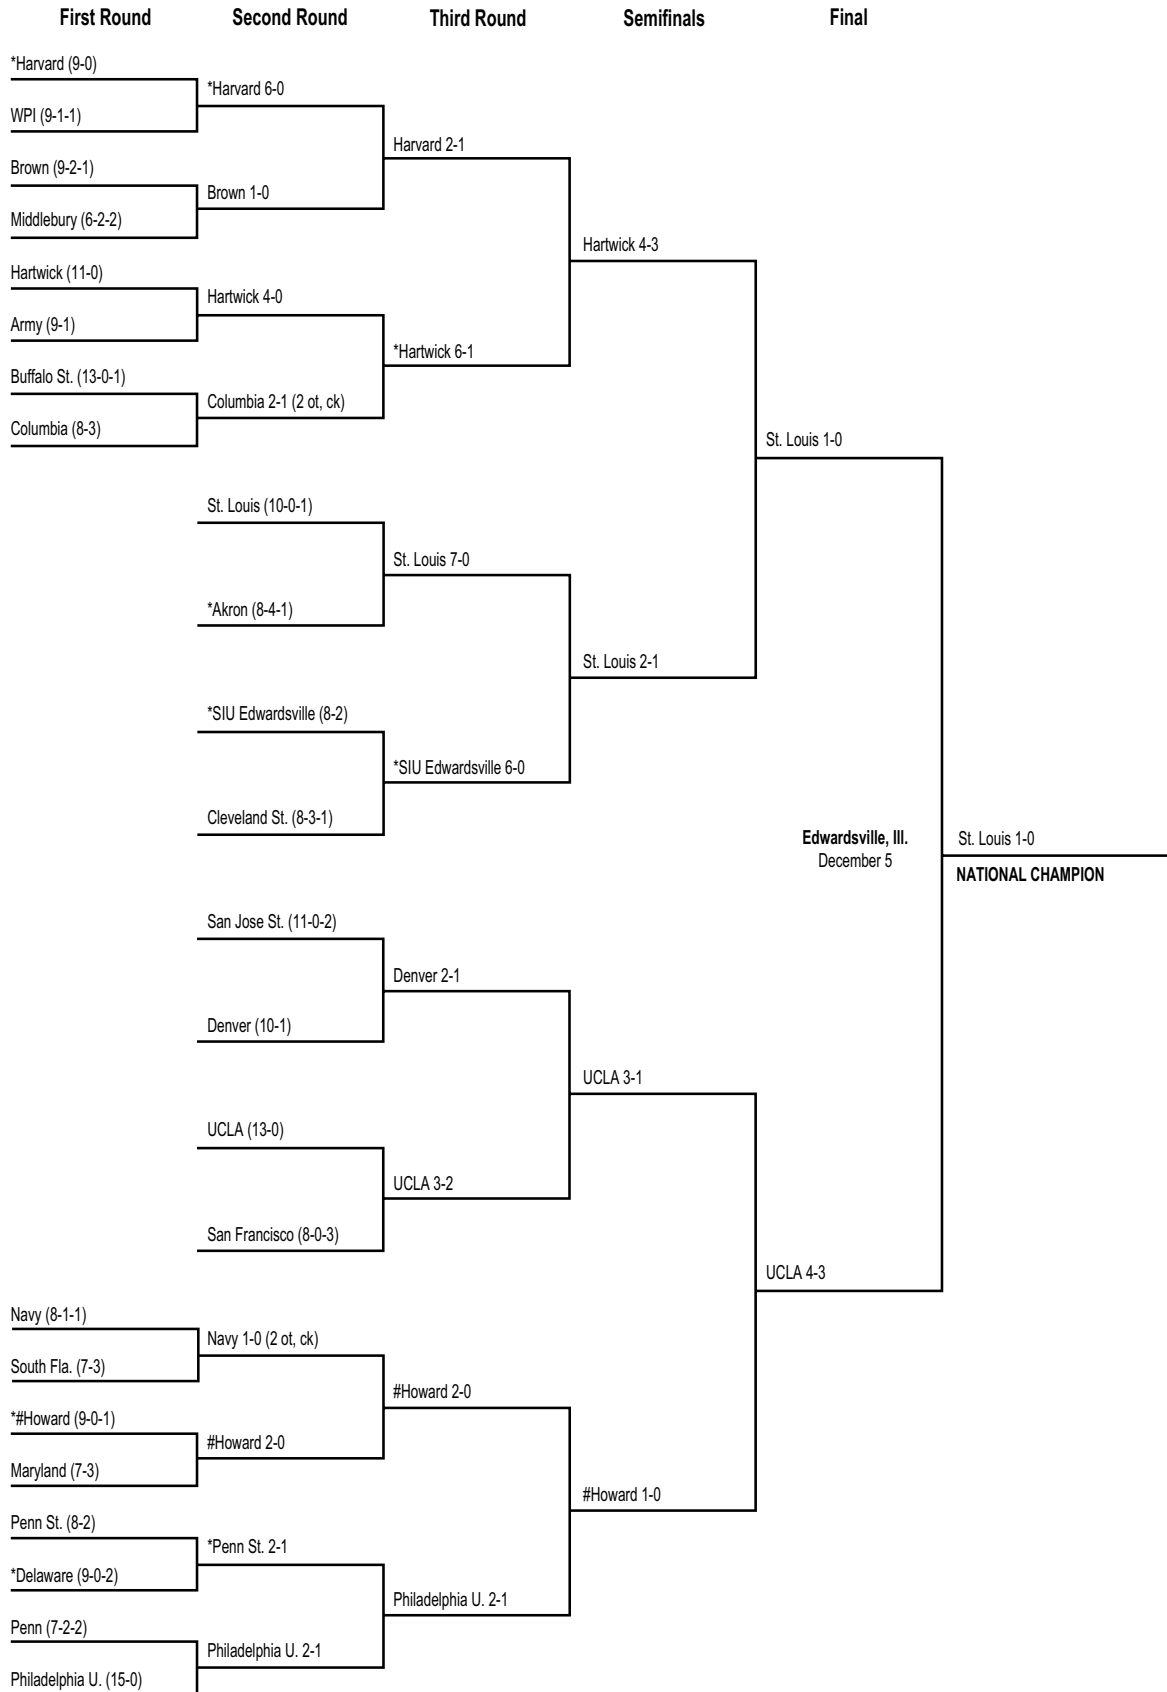 First Round Second Round Third Round Semifinals Final
*Harvard (9-0)
*Harvard 6-0
WPI (9-1-1)
Harvard 2-1
Brown (9-2-1)
Brown 1-0
Middlebury (6-2-2)
Hartwick 4-3
Hartwick (11-0)
Hartwick 4-0
Army (9-1)
*Hartwick 6-1
Buffalo St. (13-0-1)
Columbia 2-1 (2 ot, ck)
Columbia (8-3)
St. Louis 1-0
St. Louis (10-0-1)
St. Louis 7-0
*Akron (8-4-1)
St. Louis 2-1
*SIU Edwardsville (8-2)
*SIU Edwardsville 6-0
Cleveland St. (8-3-1)
Edwardsville, Ill.
December 5
St. Louis 1-0
NATIONAL CHAMPION
San Jose St. (11-0-2)
Denver 2-1
Denver (10-1)
UCLA 3-1
UCLA (13-0)
UCLA 3-2
San Francisco (8-0-3)
UCLA 4-3
Navy (8-1-1)
Navy 1-0 (2 ot, ck)
South Fla. (7-3)
#Howard 2-0
*#Howard (9-0-1)
#Howard 2-0
Maryland (7-3)
#Howard 1-0
Penn St. (8-2)
*Penn St. 2-1
*Delaware (9-0-2)
Philadelphia U. 2-1
Penn (7-2-2)
Philadelphia U. 2-1
Philadelphia U. (15-0)